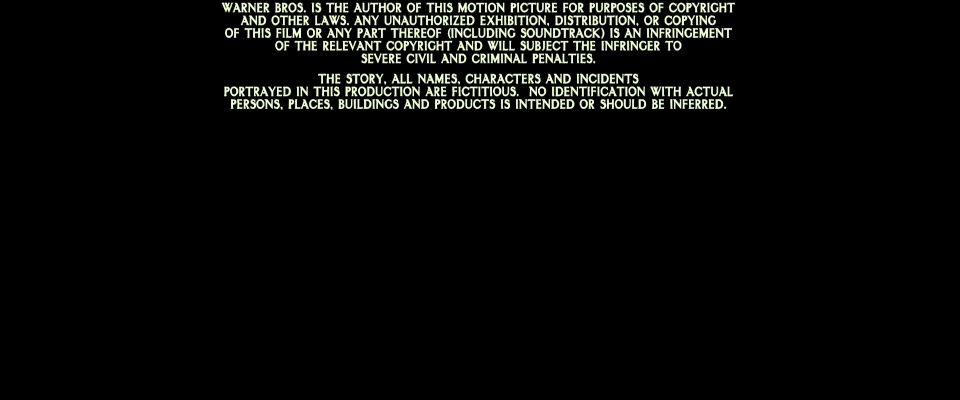 WARNER BROS. IS THE AUTHOR OF THIS MOTION PICTURE FOR PURPOSES OF COPYRIGHT
AND OTHER LAWS. ANY UNAUTHORIZED EXHIBITION, DISTRIBUTION, OR COPYING
OF THIS FILM OR ANY PART THEREOF (INCLUDING SOUNDTRACK) IS AN INFRINGEMENT
OF THE RELEVANT COPYRIGHT AND WILL SUBJECT THE INFRINGER TO
SEVERE CIVIL AND CRIMINAL PENALTIES.
THE STORY, ALL NAMES, CHARACTERS AND INCIDENTS
PORTRAYED IN THIS PRODUCTION ARE FICTITIOUS. NO IDENTIFICATION WITH ACTUAL
PERSONS, PLACES, BUILDINGS AND PRODUCTS IS INTENDED OR SHOULD BE INFERRED.